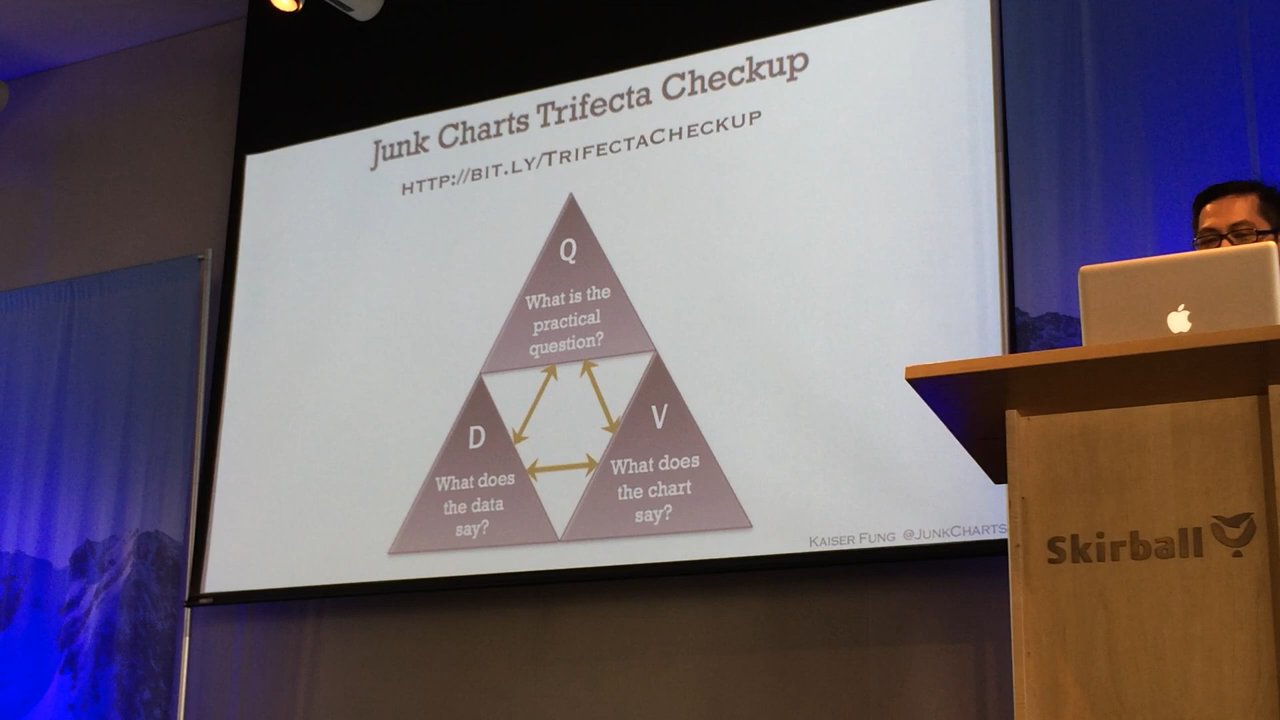 Junk Charts Trifecta Checkup
HTTP://BIT.LY/TRIFECTACHECKUP
Q
What is the
practical
question?
D
What does
the data
say?
V
What does
the chart
say?
KAISER FUNG @JUNKCHARTS
Skirball